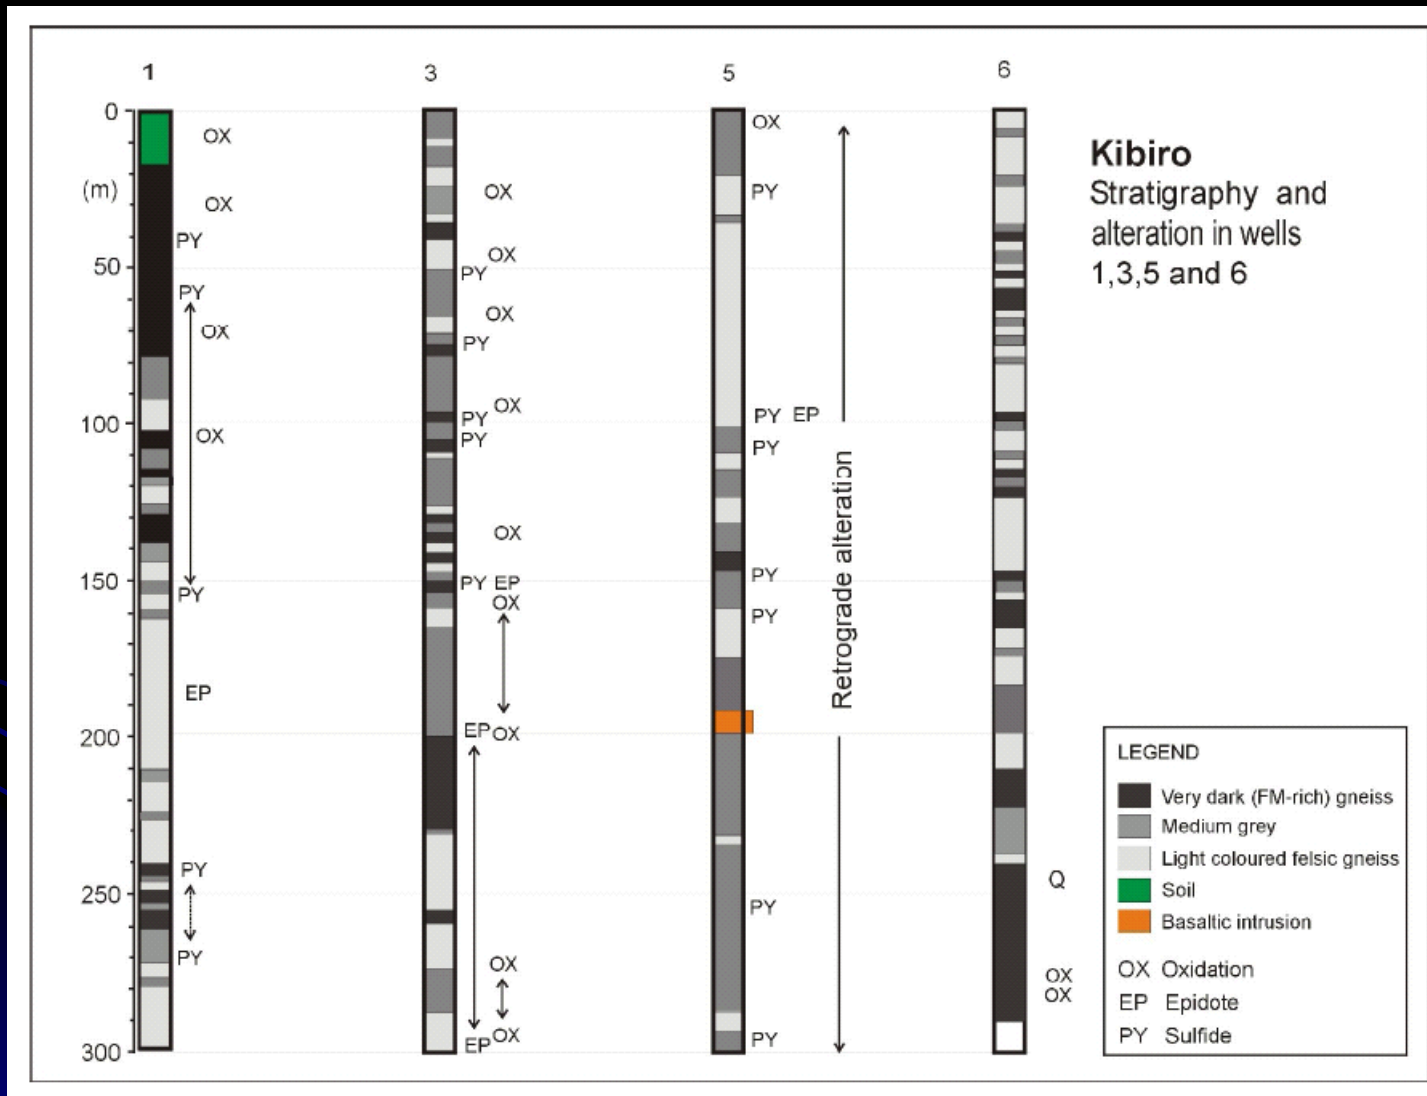 1
3
5
6
0
(m)
50
100
150
200
250
300
OX
OX
PY
PY
OX
OX
PY
EP
PY
PY
OX
OX
PY
OX
PY
OX
PY
PY
OX
PY EP
OX
EP OX
OX
EP OX
OX
PY
PY EP
PY
PY
PY
PY
PY
Retrograde alteration
Q
OX
OX
Kibiro
Stratigraphy and
alteration in wells
1,3,5 and 6
LEGEND
Very dark (FM-rich) gneiss
Medium grey
Light coloured felsic gneiss
Soil
Basaltic intrusion
OX Oxidation
EP Epidote
PY Sulfide